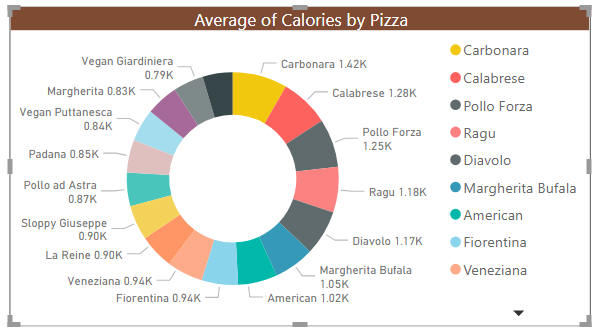 Average of Calories by Pizza
Carbonara 1.42K
Calabrese 1.28K
Pollo Forza
1.25K
Ragu 1.18K
Diavolo 1.17K
Margherita Bufala
1.05K
American 1.02K
Fiorentina 0.94K
Veneziana 0.94K
La Reine 0.90K
Sloppy Giuseppe
0.90K
Pollo ad Astra
0.87K
Padana 0.85K
Vegan Puttanesca
0.84K
Margherita 0.83K
Vegan Giardiniera
0.79K
Carbonara
Calabrese
Pollo Forza
Ragu
Diavolo
Margherita Bufala
American
Fiorentina
Veneziana